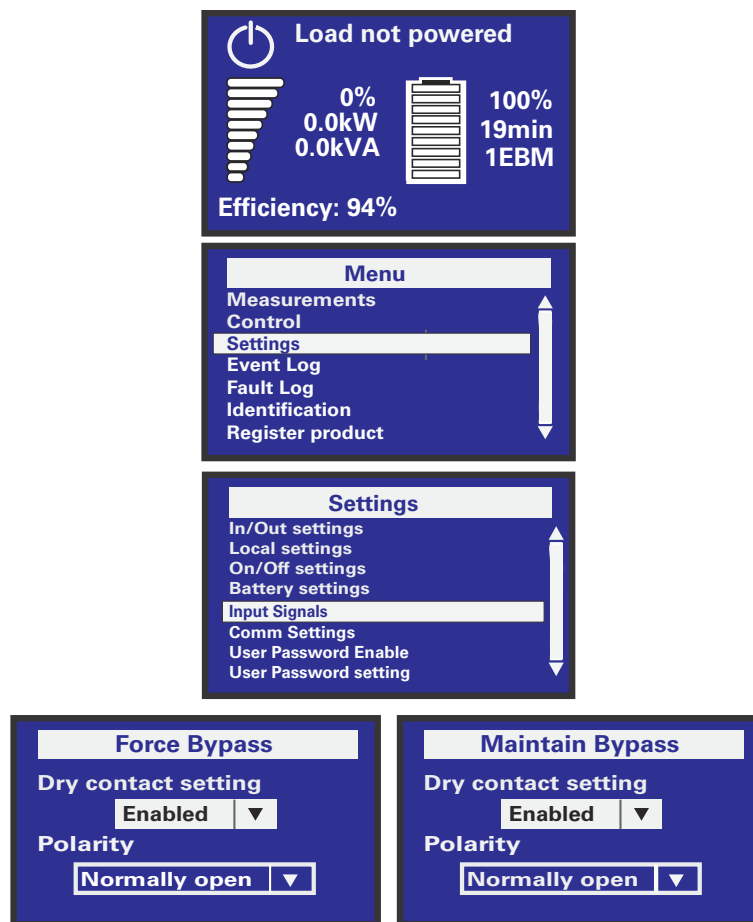 Load not powered
0%
0.0kW
0.0kVA
100%
19min
1EBM
Efficiency: 94%
Menu
Measurements
Control
Settings
Event Log
Fault Log
Identification
Register product
Settings
In/Out settings
Local settings
On/Off settings
Battery settings
Input Signals
Comm Settings
User Password Enable
User Password setting
Force Bypass
Dry contact setting
Enabled
Polarity
Normally open
Maintain Bypass
Dry contact setting
Enabled
Polarity
Normally open